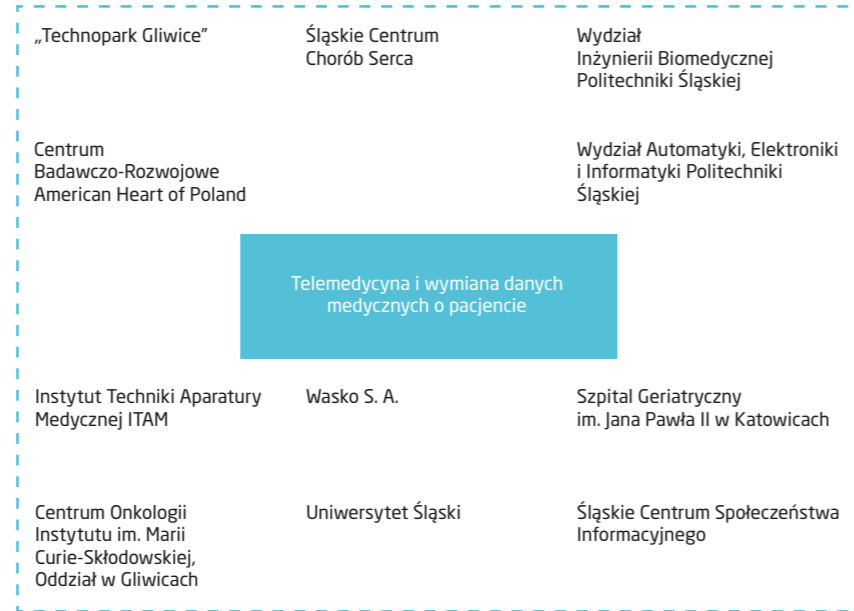 „Technopark Gliwice”
Śląskie Centrum
Chorób Serca
Wydział
Inżynierii Biomedycznej
Politechniki Śląskiej
Centrum
Badawczo-Rozwojowe
American Heart of Poland
Wydział Automatyki, Elektroniki
i Informatyki Politechniki
Śląskiej
Telemedycyna i wymiana danych
medycznych o pacjencie
Instytut Techniki Aparatury
Medycznej ITAM
Wasko S. A.
Szpital Geriatryczny
im. Jana Pawła II w Katowicach
Centrum Onkologii
Instytutu im. Marii
Curie-Skłodowskiej,
Oddział w Gliwicach
Uniwersytet Śląski
Śląskie Centrum Społeczeństwa
Informacyjnego